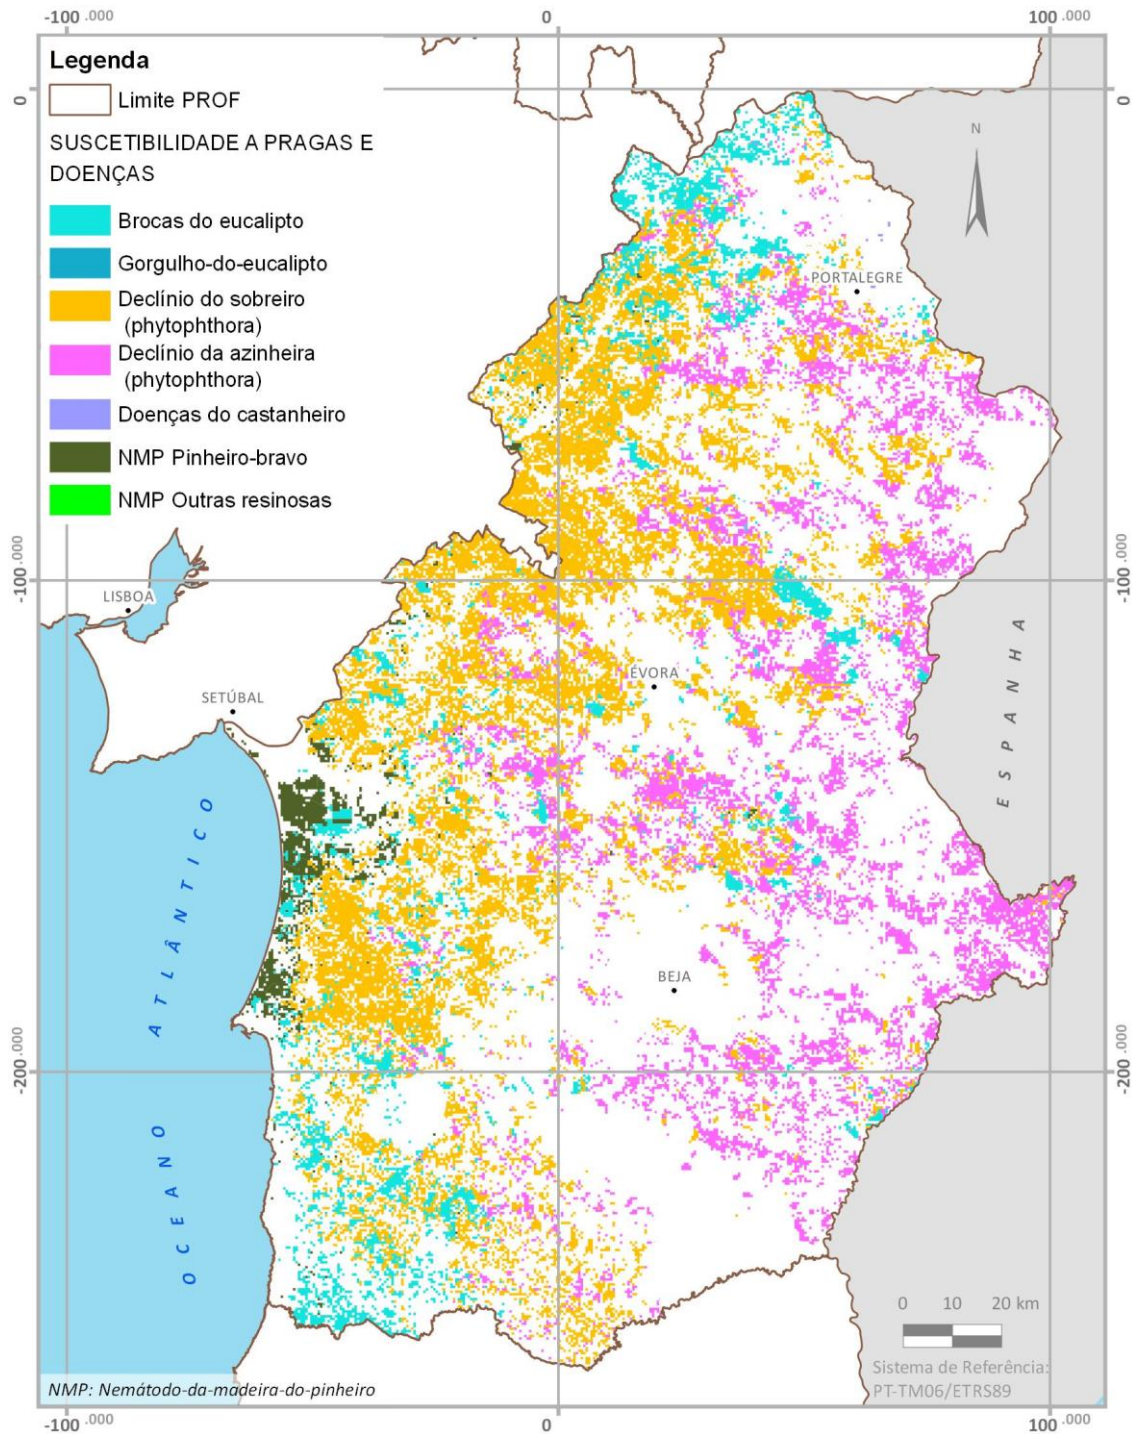 -100 .000
0
100 .000
Legenda
Limite PROF
SUSCETIBILIDADE A PRAGAS E
DOENÇAS
Brocas do eucalipto
Gorgulho-do-eucalipto
Declínio do sobreiro
(phytophthora)
Declínio da azinheira
(phytophthora)
Doenças do castanheiro
NMP Pinheiro-bravo
NMP Outras resinosas
0
0
N
PORTALEGRE
-100 .000
-100 .000
LISBOA
SETÚBAL
ÉVORA
ESPANHA
OCEANO ATLÂNTICO
BEJA
-200 .000
-200 .000
0 10 20 km
Sistema de Referência:
PT-TM06/ETRS89
NMP: Nemátodo-da-madeira-do-pinheiro
-100 .000
0
100 .000